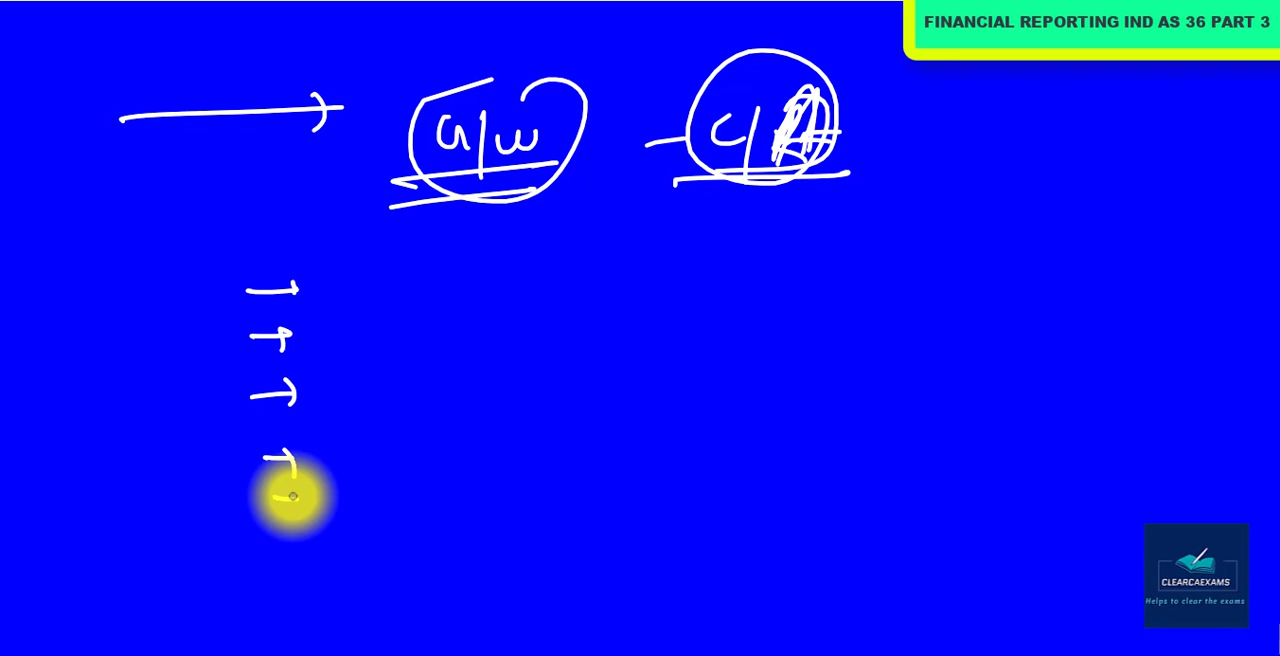 FINANCIAL REPORTING IND AS 36 PART 3
G/W
CLEARCAEXAMS
Helps to clear the exams